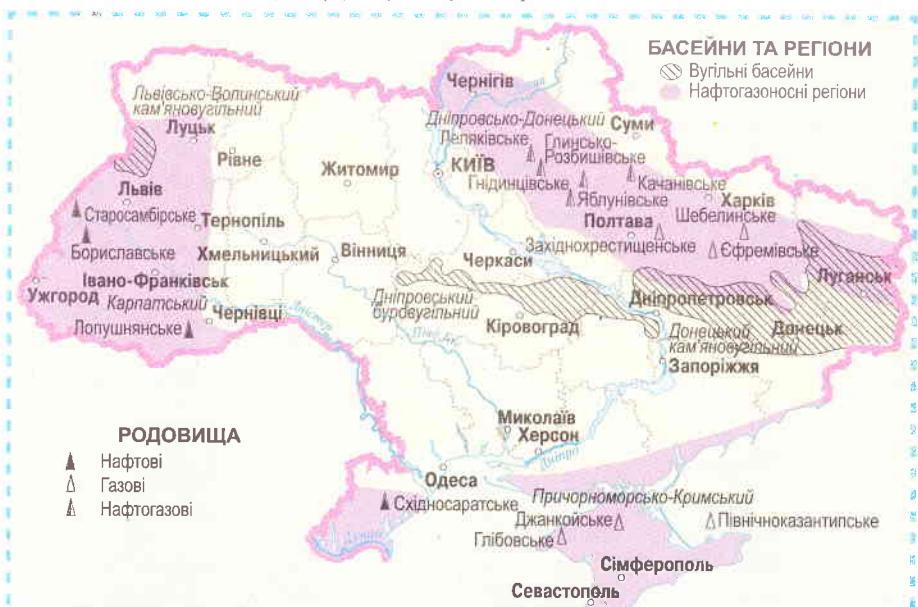 БАСЕЙНИ ТА РЕГІОНИ
Вугільні басейни
Нафтогазоносні регіони
Чернігів
Львівсько-Волинський
кам'яновугільний
Луцьк
Рівне
Житомир
КИЇВ
Дніпровсько-Донецький
Суми
Леляківське
Глинсько-
Розбишівське
Гнідинцівське
Яблунівське
Качанівське
Харків
Шебелинське
Полтава
Західнохрестищенське
Єфремівське
Львів
Старосамбірське
Тернопіль
Бориславське
Хмельницький
Вінниця
Черкаси
Луганськ
Івано-Франківськ
Ужгород
Карпатський
Чернівці
Лопушнянське
Дністер
Дніпровський
буровугільний
Кіровоград
Дніпропетровськ
Донецький
кам'яновугільний
Донецьк
Запоріжжя
РОДОВИЩА
Нафтові
Газові
Нафтогазові
Миколаїв
Херсон
Дніпро
Одеса
Східносаратське
Причорноморсько-Кримський
Джанкойське
Глібовське
Північноказантипське
Дунай
Сімферополь
Севастополь